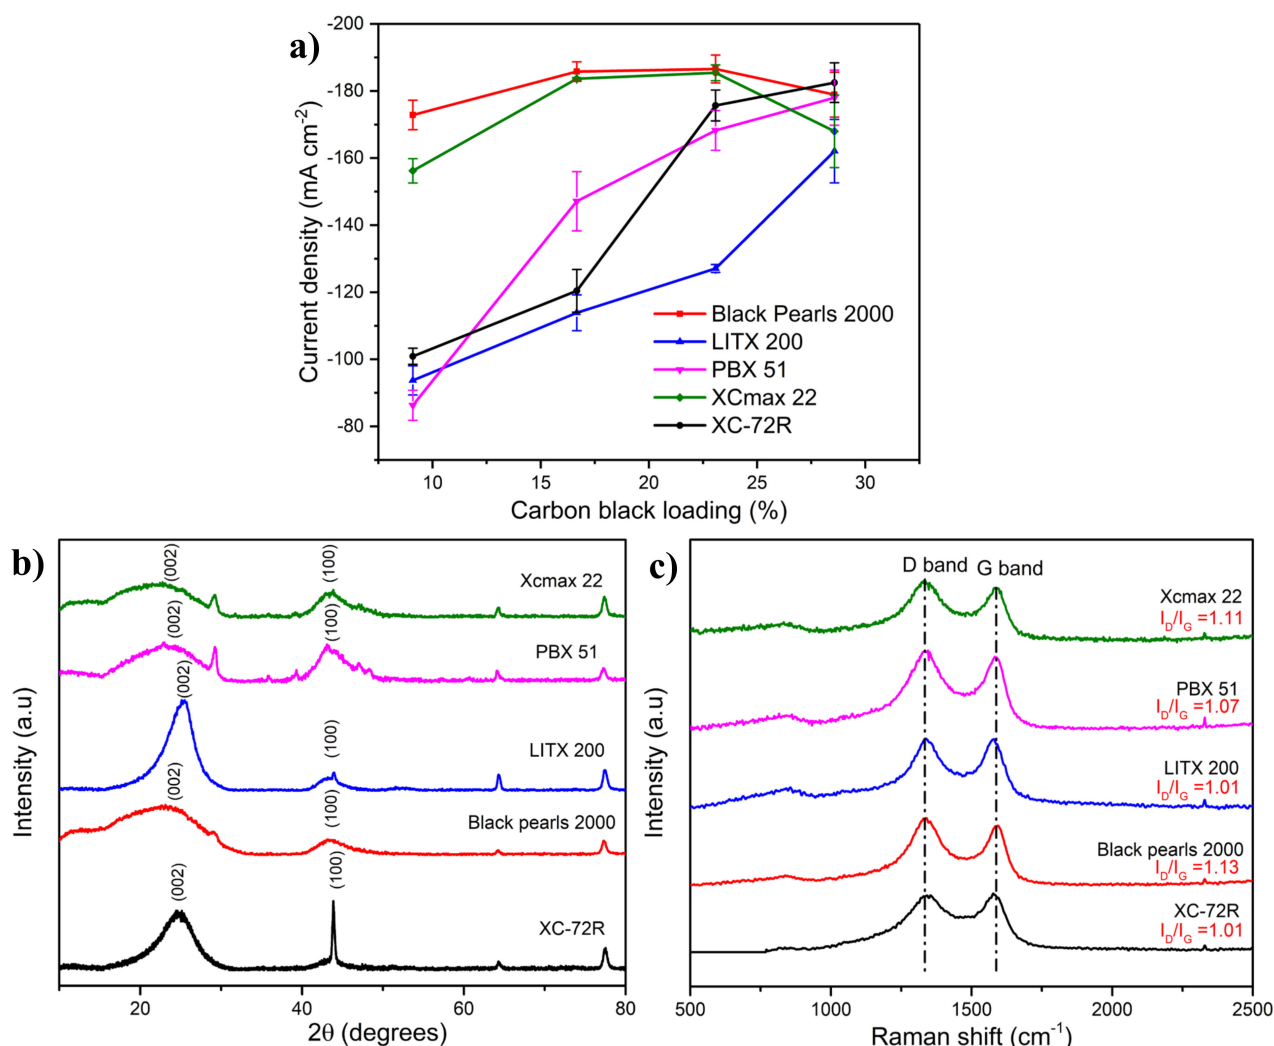 a)
-200
-180
-160
-140
-120
-100
-80
Current density (mA cm-2)
10
15
20
25
30
Carbon black loading (%)
Black Pearls 2000
LITX 200
PBX 51
XCmax 22
XC-72R
b)
(002)
(100)
Xcmax 22
(002)
(100)
PBX 51
(002)
(100)
LITX 200
(002)
(100)
Black pearls 2000
(002)
(100)
XC-72R
Intensity (a.u)
20
40
60
80
2θ (degrees)
c)
D band
G band
Xcmax 22
ID/IG =1.11
PBX 51
ID/IG =1.07
LITX 200
ID/IG =1.01
Black pearls 2000
ID/IG =1.13
XC-72R
ID/IG =1.01
Intensity (a.u)
500
1000
1500
2000
2500
Raman shift (cm-1)